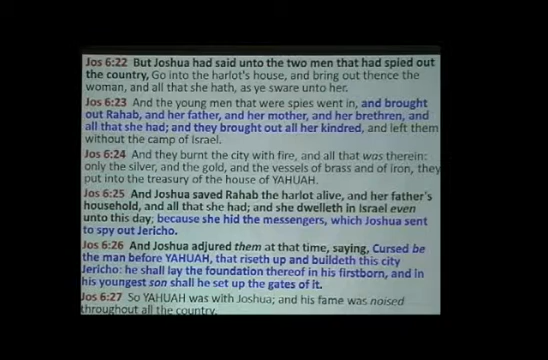 Jos 6:22 But Joshua had said unto the two men that had spied out
the country, Go into the harlot's house, and bring out thence the
woman, and all that she hath, as ye sware unto her.
Jos 6:23 And the young men that were spies went in, and brought
out Rahab, and her father, and her mother, and her brethren, and
all that she had; and they brought out all her kindred, and left them
without the camp of Israel.
Jos 6:24 And they burnt the city with fire, and all that was therein:
only the silver, and the gold, and the vessels of brass and of iron, they
put into the treasury of the house of YAHUAH.
Jos 6:25 And Joshua saved Rahab the harlot alive, and her father's
household, and all that she had; and she dwelleth in Israel even
unto this day; because she hid the messengers, which Joshua sent
to spy out Jericho.
Jos 6:26 And Joshua adjured them at that time, saying, Cursed be
the man before YAHUAH, that riseth up and buildeth this city
Jericho: he shall lay the foundation thereof in his firstborn, and in
his youngest son shall he set up the gates of it.
Jos 6:27 So YAHUAH was with Joshua; and his fame was noised
throughout all the country.